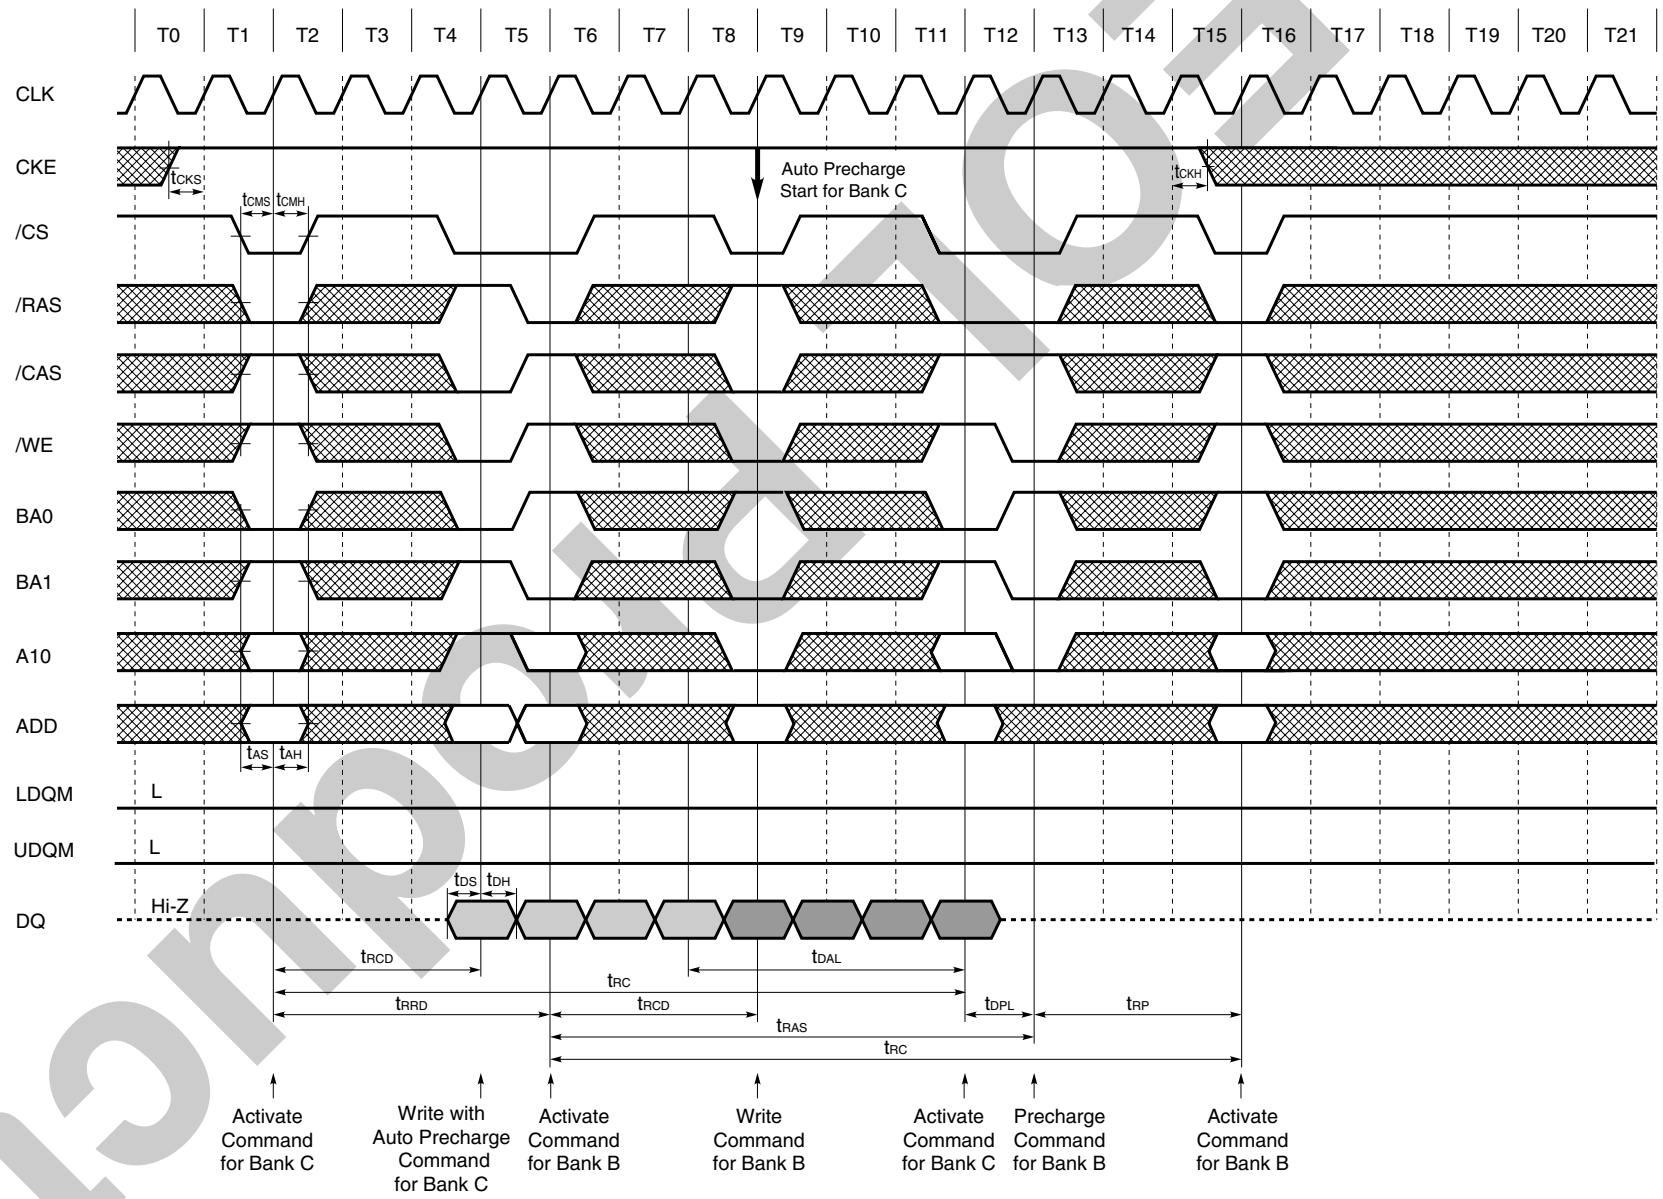 T0 T1 T2 T3 T4 T5 T6 T7 T8 T9 T10 T11 T12 T13 T14 T15 T16 T17 T18 T19 T20 T21
CLK
CKE
tCKS
Auto Precharge
Start for Bank C
tCKH
tCMS tCMH
/CS
/RAS
/CAS
/WE
BA0
BA1
A10
ADD
tAS tAH
LDQM L
UDQM L
tDS tDH
DQ Hi-Z
tRCD tDAL
tRC
tRRD tRCD tDPL tRP
tRAS
tRC
Activate
Command
for Bank C
Write with
Auto Precharge
Command
for Bank C
Activate
Command
for Bank B
Write
Command
for Bank B
Activate
Command
for Bank C
Precharge
Command
for Bank B
Activate
Command
for Bank B
EOL Product